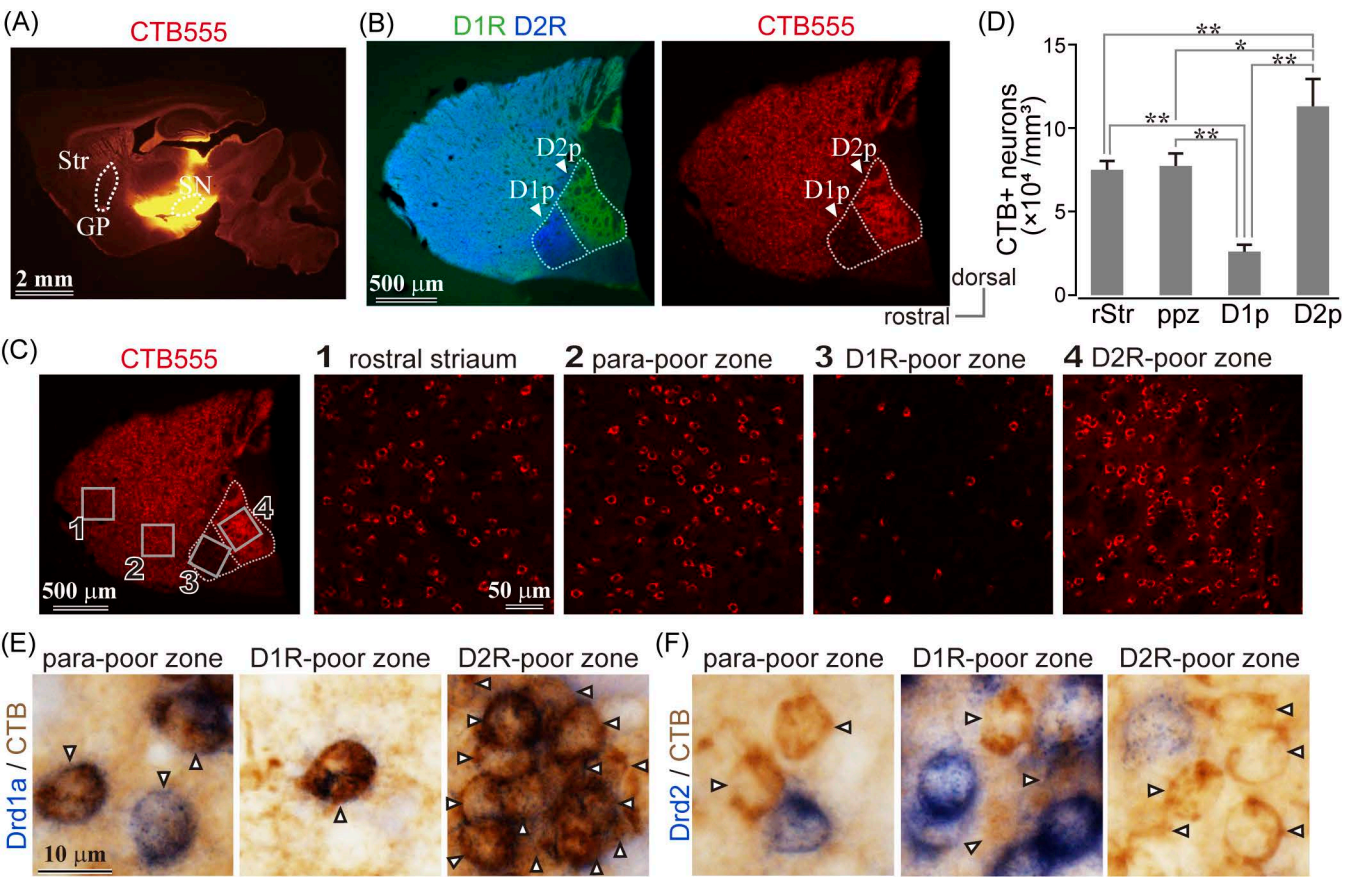 (A)
CTB555
Str
GP
SN
2 mm
(B)
D1R D2R
CTB555
D2p
D1p
500 μm
D2p
D1p
dorsal
rostral
(D)
CTB+ neurons
(×10⁴ /mm³)
15
10
5
0
**
*
**
**
**
rStr ppz D1p D2p
(C)
CTB555
1
2
3
4
500 μm
1 rostral striaum
50 μm
2 para-poor zone
3 D1R-poor zone
4 D2R-poor zone
(E)
para-poor zone
D1R-poor zone
D2R-poor zone
Drd1a / CTB
10 μm
(F)
para-poor zone
D1R-poor zone
D2R-poor zone
Drd2 / CTB